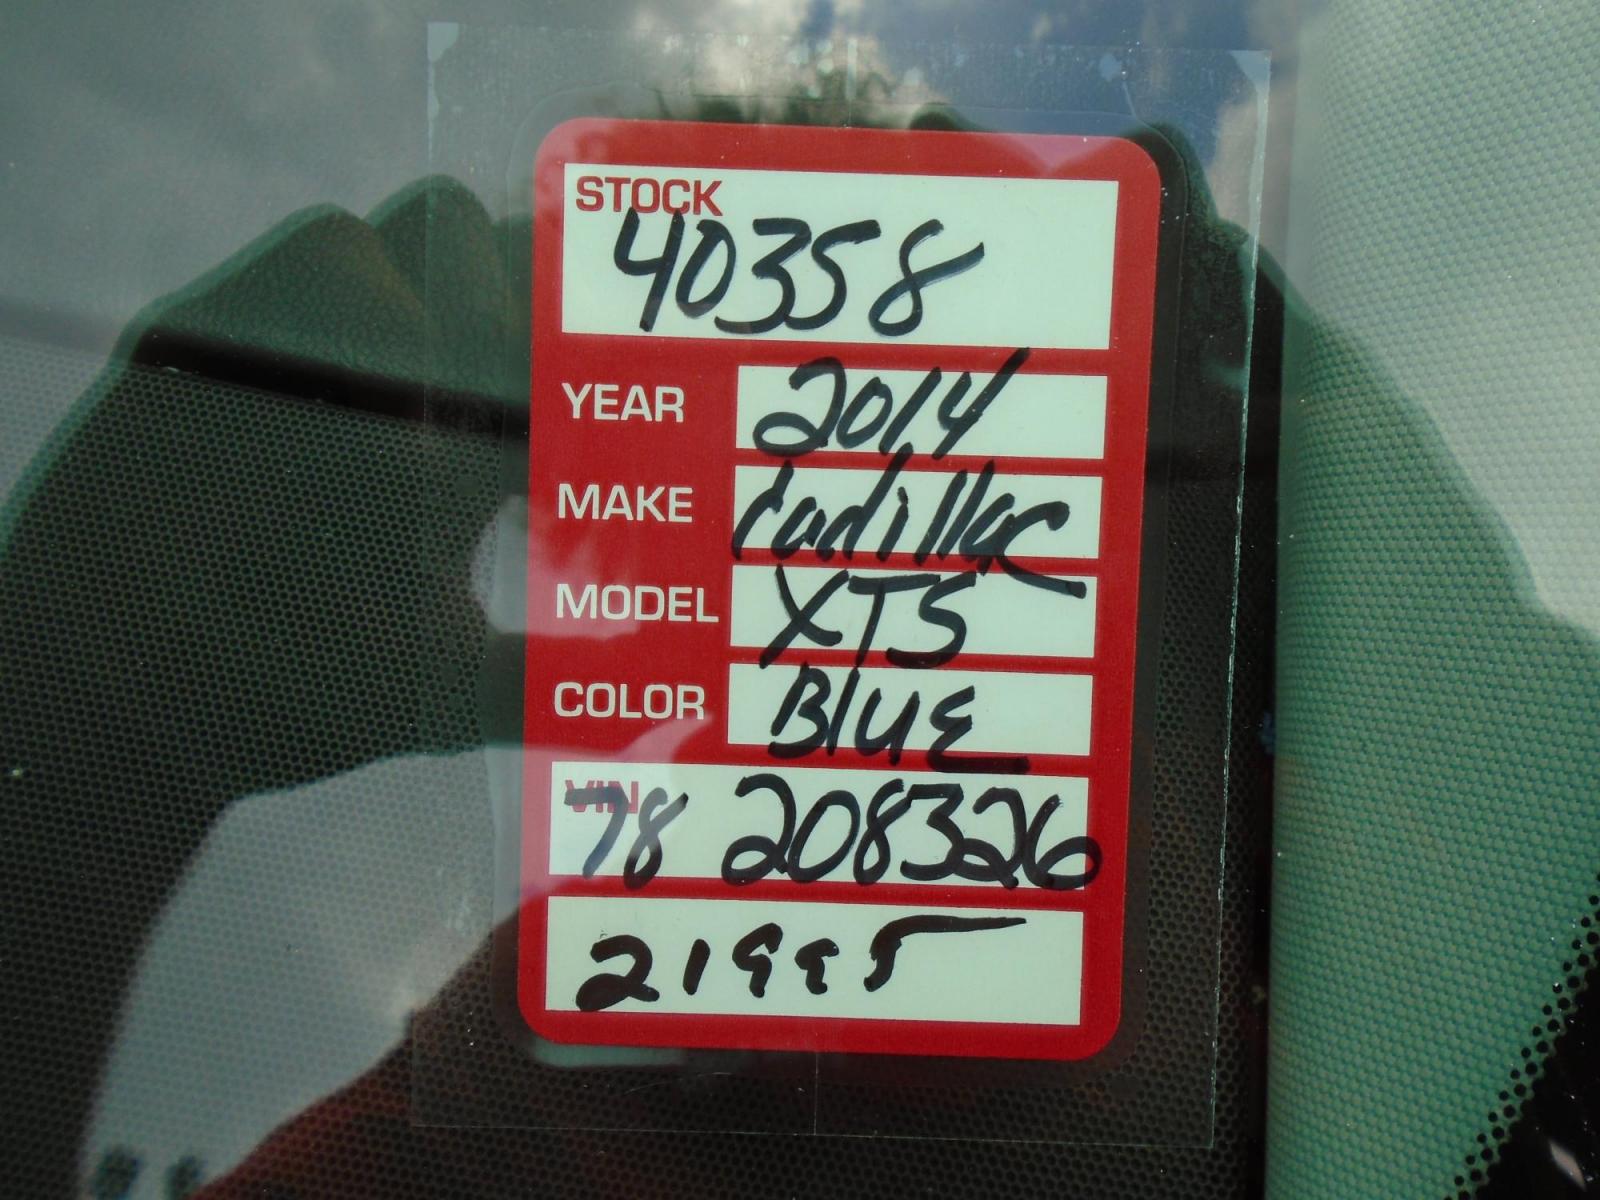 STOCK
40358
YEAR 2014
MAKE Cadillac
MODEL XTS
COLOR BLUE
VIN
78 208326
21995